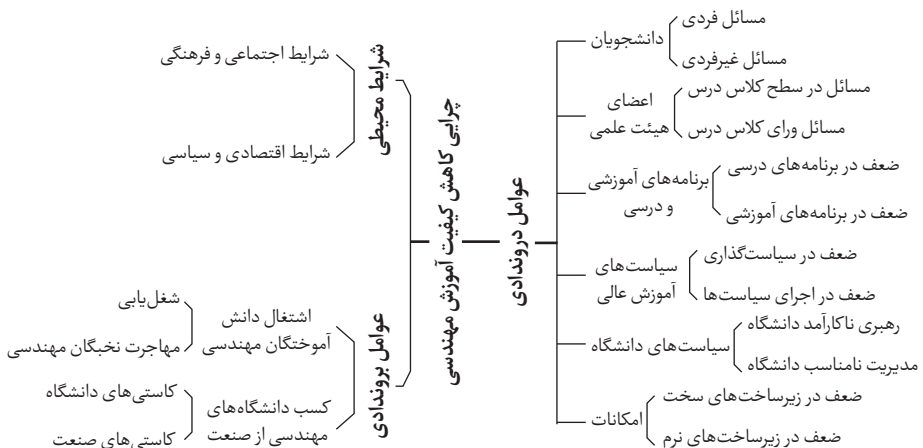 چرایی کاهش کیفیت آموزش مهندسی
عوامل دروندادی
دانشجویان
مسائل فردی
مسائل غیرفردی
اعضای
هیئت علمی
مسائل در سطح کلاس درس
مسائل ورای کلاس درس
برنامه‌های آموزشی
و درسی
ضعف در برنامه‌های درسی
ضعف در برنامه‌های آموزشی
سیاست‌های
آموزش عالی
ضعف در سیاست‌گذاری
ضعف در اجرای سیاست‌ها
سیاست‌های دانشگاه
رهبری ناکارآمد دانشگاه
مدیریت نامناسب دانشگاه
امکانات
ضعف در زیرساخت‌های سخت
ضعف در زیرساخت‌های نرم
شرایط محیطی
شرایط اجتماعی و فرهنگی
شرایط اقتصادی و سیاسی
عوامل بروندادی
اشتغال دانش
آموختگان مهندسی
شغل‌یابی
مهاجرت نخبگان مهندسی
کسب دانشگاه‌های
مهندسی از صنعت
کاستی‌های دانشگاه
کاستی‌های صنعت